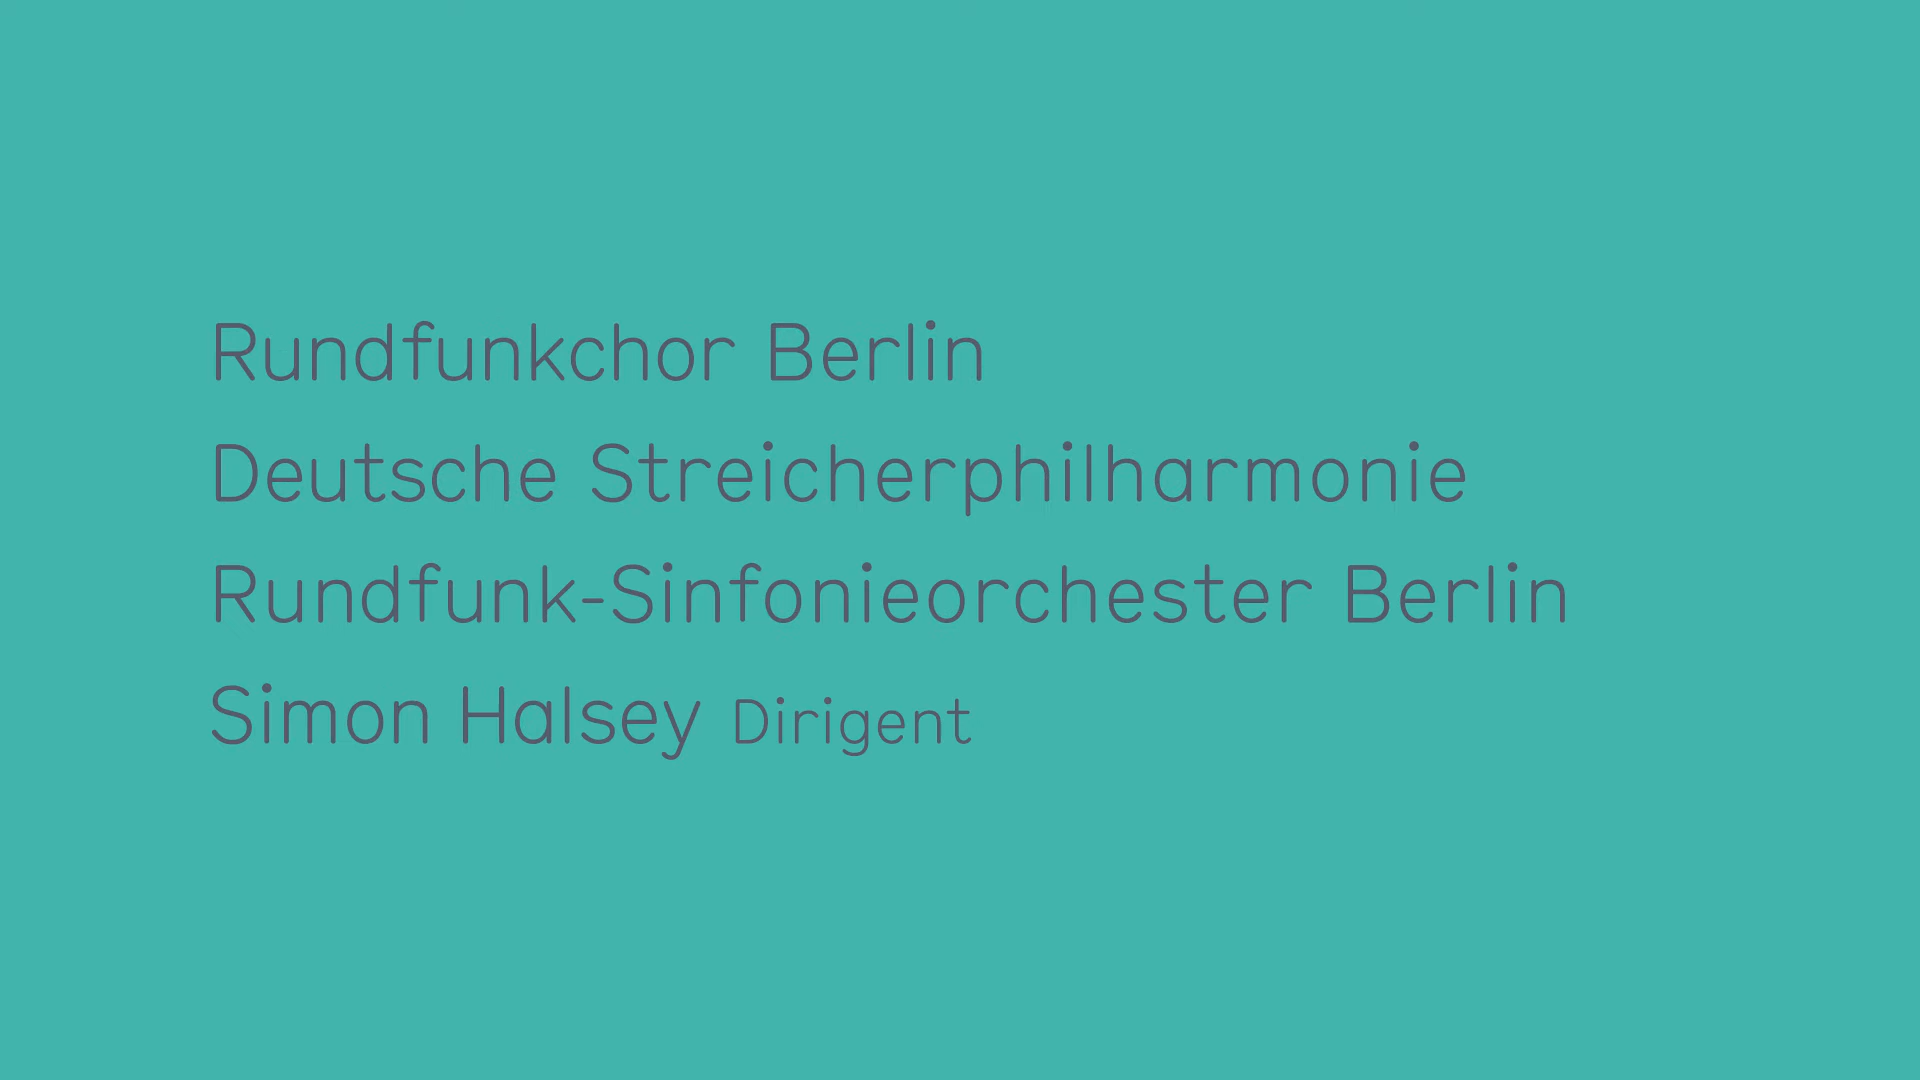 Rundfunkchor Berlin
Deutsche Streicherphilharmonie
Rundfunk-Sinfonieorchester Berlin
Simon Halsey Dirigent